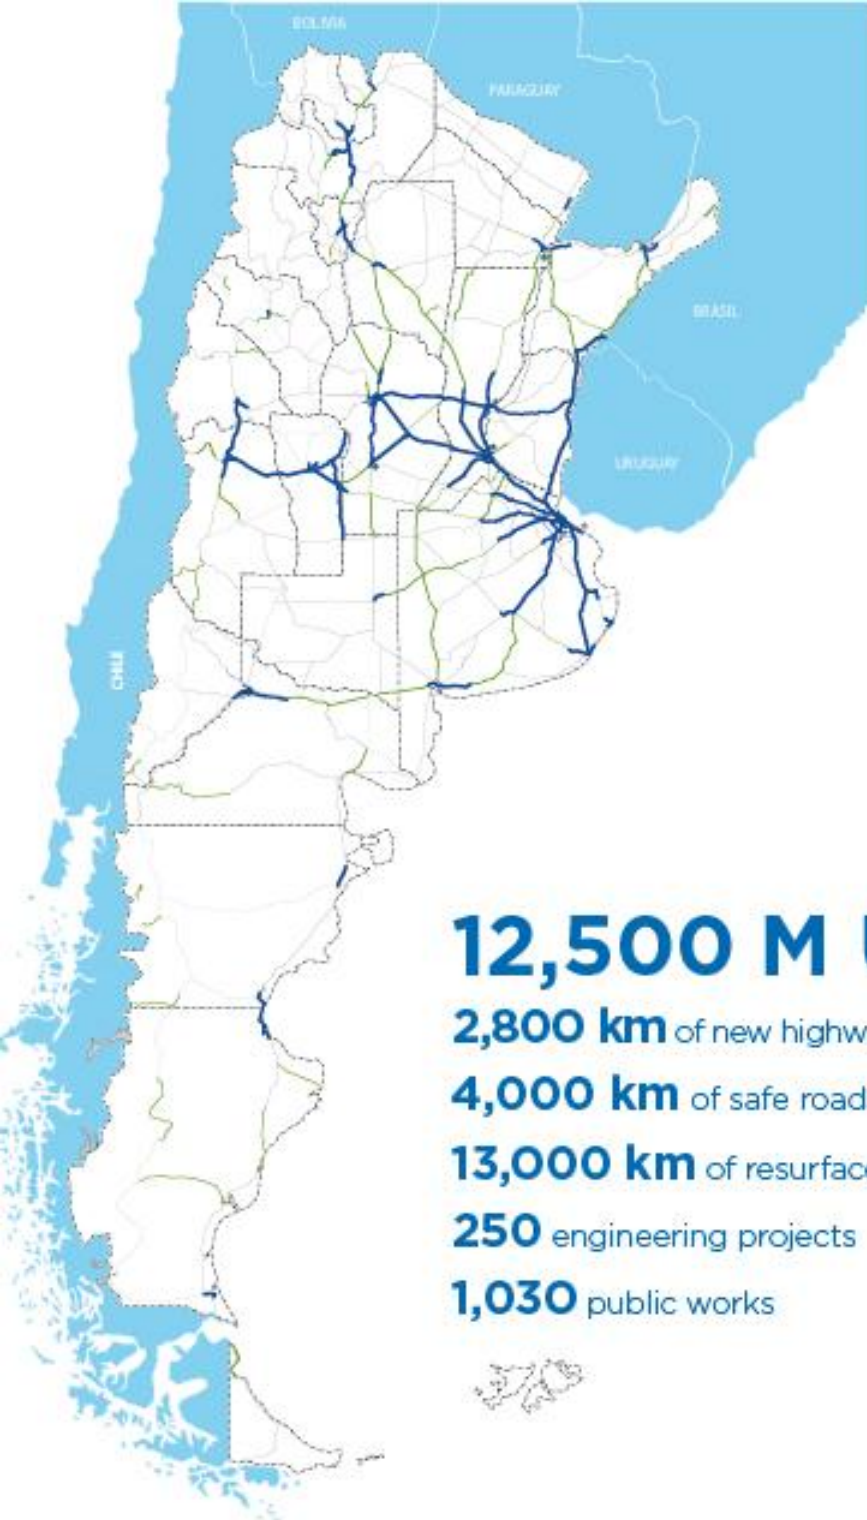 BOLIVIA
PARAGUAY
BRASIL
URUGUAY
CHILE
12,500 M U
2,800 km of new highw
4,000 km of safe road
13,000 km of resurfac
250 engineering projects
1,030 public works